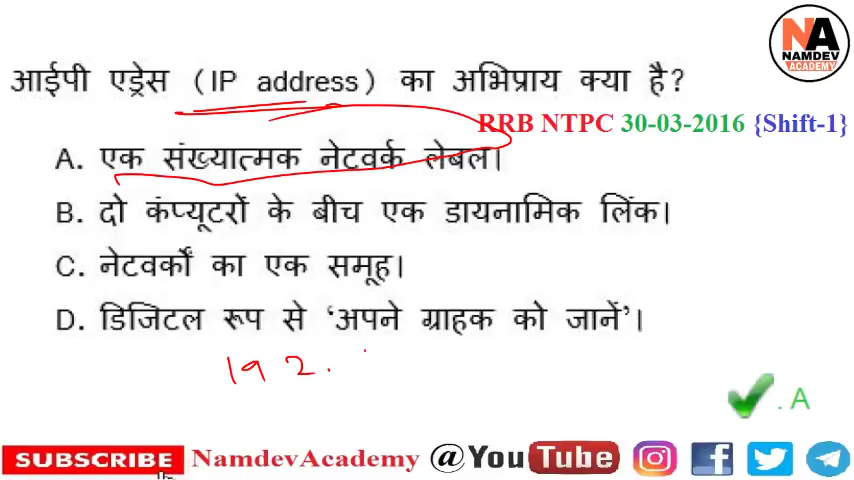 NA
NAMDEV
ACADEMY
आईपी एड्रेस (IP address) का अभिप्राय क्या है?
RRB NTPC 30-03-2016 {Shift-1}
A. एक संख्यात्मक नेटवर्क लेबल।
B. दो कंप्यूटरों के बीच एक डायनामिक लिंक।
C. नेटवर्कों का एक समूह।
D. डिजिटल रूप से ‘अपने ग्राहक को जानें’।
192.
. A
SUBSCRIBE NamdevAcademy @YouTube